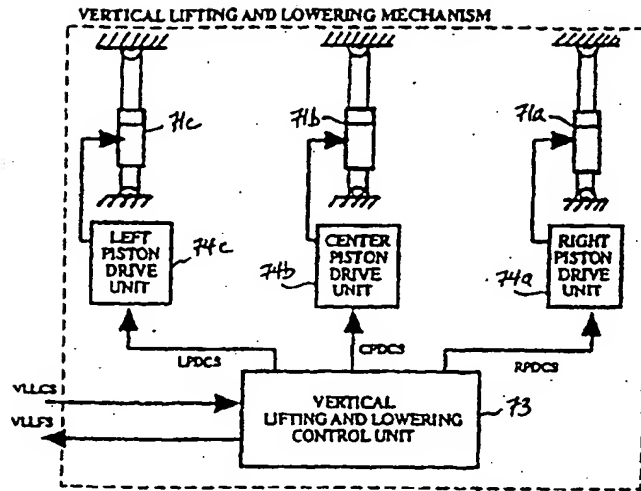 VERTICAL LIFTING AND LOWERING MECHANISM
71c
71b
71a
LEFT
PISTON
DRIVE
UNIT
74c
CENTER
PISTON
DRIVE
UNIT
74b
RIGHT
PISTON
DRIVE
UNIT
74a
LPDCS
CPDCS
RPDCS
VLLCS
VLLFS
VERTICAL
LIFTING AND LOWERING
CONTROL UNIT
73